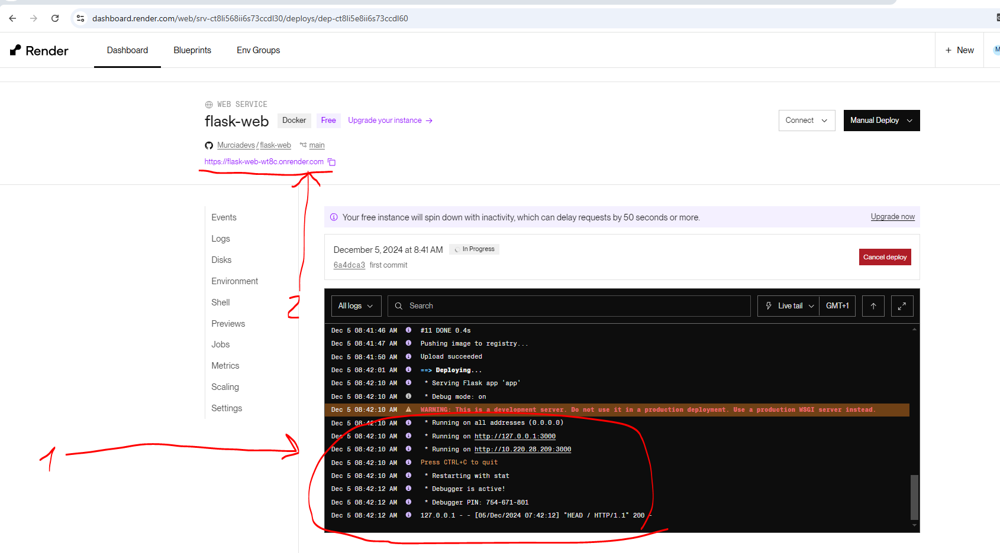 dashboard.render.com/web/srv-ct8li568ii6s73ccdl30/deploys/dep-ct8li5e8ii6s73ccdl60
Render
Dashboard
Blueprints
Env Groups
+ New
M
WEB SERVICE
flask-web
Docker
Free
Upgrade your instance →
Connect
Manual Deploy
Murciadevs / flask-web
main
https://flask-web-wt8c.onrender.com
Events
Logs
Disks
Environment
Shell
Previews
Jobs
Metrics
Scaling
Settings
1
2
Your free instance will spin down with inactivity, which can delay requests by 50 seconds or more.
Upgrade now
December 5, 2024 at 8:41 AM
In Progress
6a4dca3 first commit
Cancel deploy
All logs
Search
Live tail
GMT+1
Dec 5 08:41:46 AM #11 DONE 0.4s
Dec 5 08:41:47 AM Pushing image to registry...
Dec 5 08:41:50 AM Upload succeeded
Dec 5 08:42:01 AM ==> Deploying...
Dec 5 08:42:10 AM * Serving Flask app 'app'
Dec 5 08:42:10 AM * Debug mode: on
Dec 5 08:42:10 AM WARNING: This is a development server. Do not use it in a production deployment. Use a production WSGI server instead.
Dec 5 08:42:10 AM * Running on all addresses (0.0.0.0)
Dec 5 08:42:10 AM * Running on http://127.0.0.1:3000
Dec 5 08:42:10 AM * Running on http://10.220.28.209:3000
Dec 5 08:42:10 AM Press CTRL+C to quit
Dec 5 08:42:10 AM * Restarting with stat
Dec 5 08:42:12 AM * Debugger is active!
Dec 5 08:42:12 AM * Debugger PIN: 754-671-801
Dec 5 08:42:12 AM 127.0.0.1 - - [05/Dec/2024 07:42:12] "HEAD / HTTP/1.1" 200 -